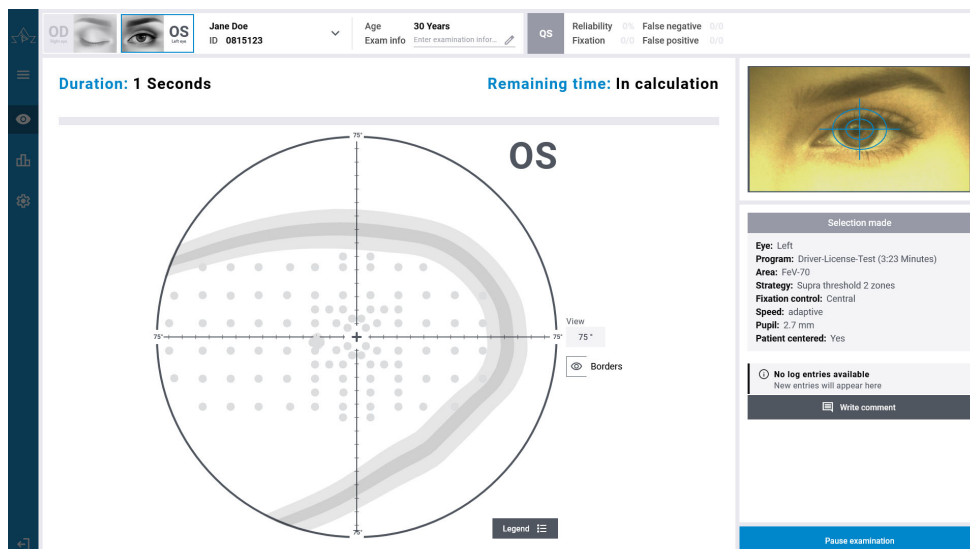 OD
Right eye
OS
Left eye
Jane Doe
ID 0815123
Age 30 Years
Exam info Enter examination infor...
QS
Reliability 0% False negative 0/0
Fixation 0/0 False positive 0/0
Duration: 1 Seconds
Remaining time: In calculation
OS
75°
75°
75°
75°
View
75 °
Borders
Legend
Selection made
Eye: Left
Program: Driver-License-Test (3:23 Minutes)
Area: FeV-70
Strategy: Supra threshold 2 zones
Fixation control: Central
Speed: adaptive
Pupil: 2.7 mm
Patient centered: Yes
No log entries available
New entries will appear here
Write comment
Pause examination